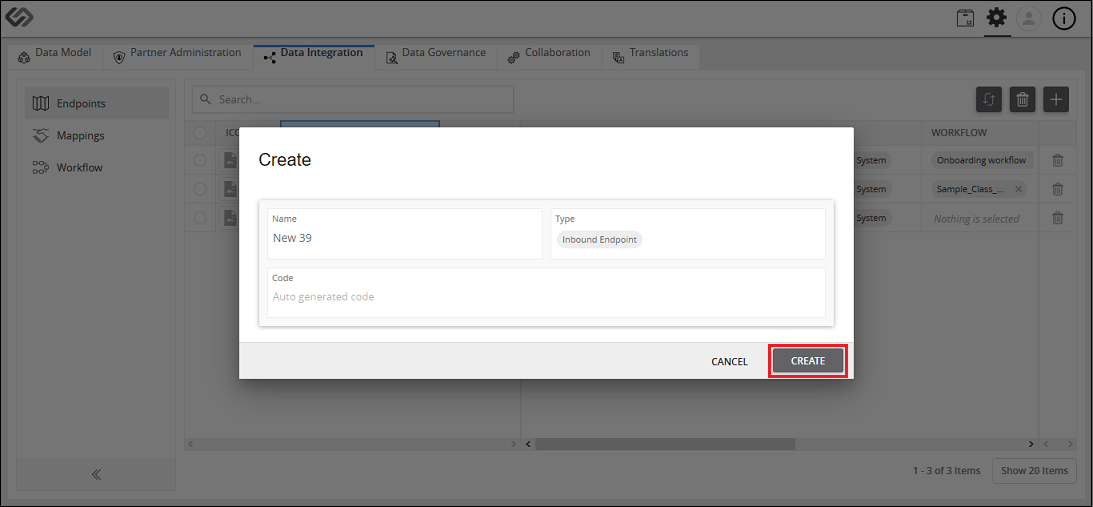 Data Model
Partner Administration
Data Integration
Data Governance
Collaboration
Translations
Endpoints
Mappings
Workflow
Search...
WORKFLOW
System
Onboarding workflow
System
Sample_Class_...
System
Nothing is selected
Create
Name
New 39
Type
Inbound Endpoint
Code
Auto generated code
CANCEL
CREATE
1 - 3 of 3 Items
Show 20 Items